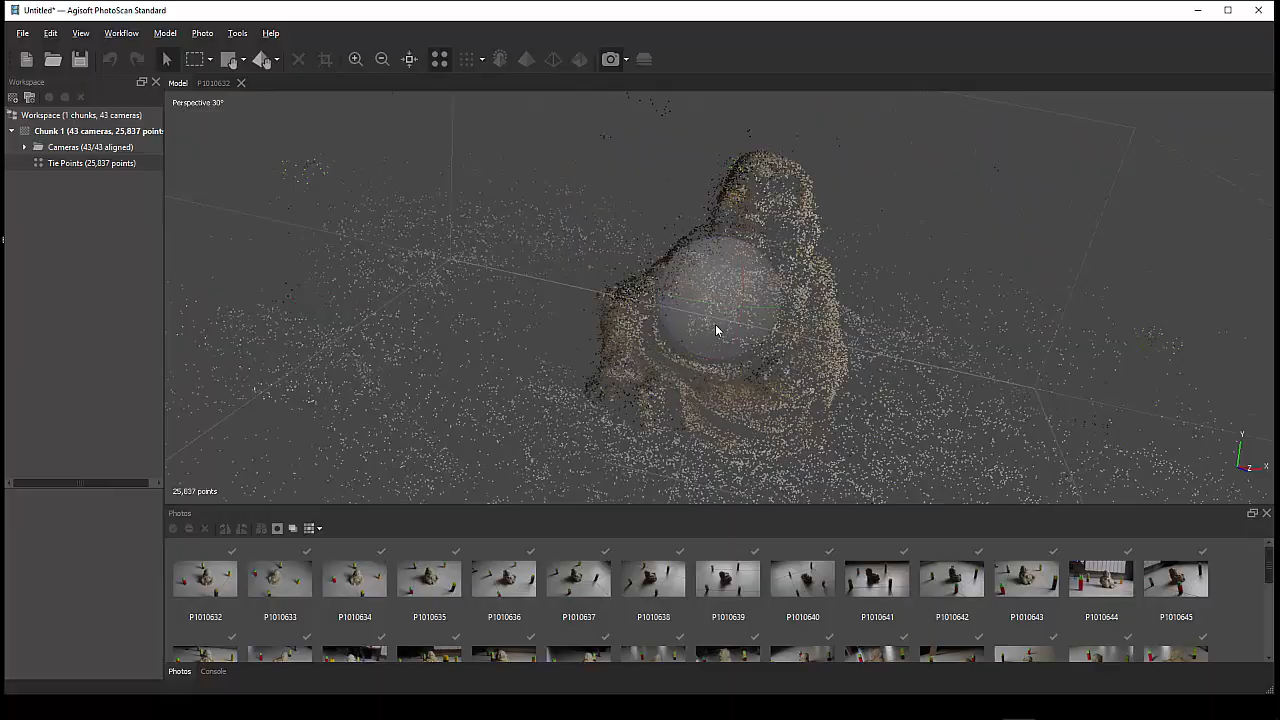 Untitled* — Agisoft PhotoScan Standard
File Edit View Workflow Model Photo Tools Help
Workspace
Model P1010632
Perspective 30°
Workspace (1 chunks, 43 cameras)
Chunk 1 (43 cameras, 25,837 points
Cameras (43/43 aligned)
Tie Points (25,837 points)
Y
Z X
25,837 points
Photos
P1010632 P1010633 P1010634 P1010635 P1010636 P1010637 P1010638 P1010639 P1010640 P1010641 P1010642 P1010643 P1010644 P1010645
Photos Console